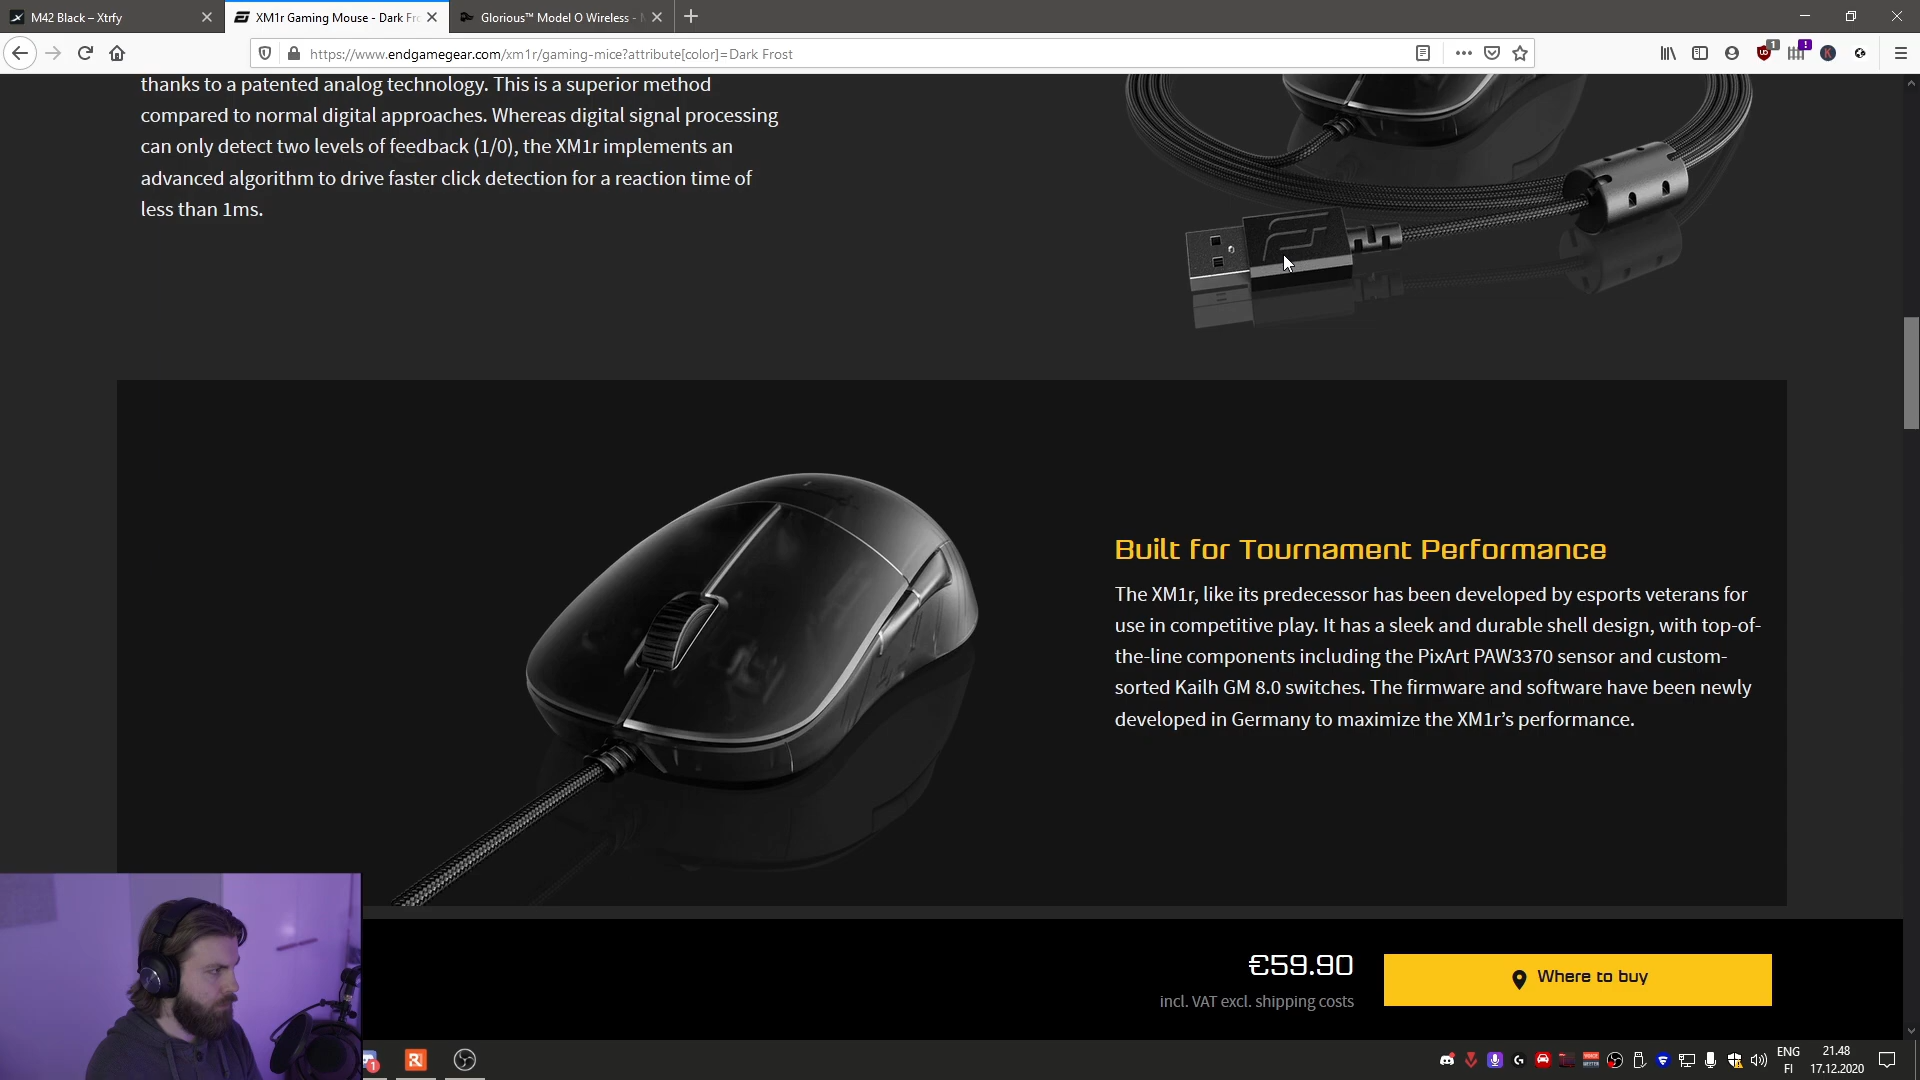 M42 Black – Xtrfy
XM1r Gaming Mouse - Dark Fro
Glorious™ Model O Wireless -
https://www.endgamegear.com/xm1r/gaming-mice?attribute[color]=Dark Frost
1
!
K
thanks to a patented analog technology. This is a superior method
compared to normal digital approaches. Whereas digital signal processing
can only detect two levels of feedback (1/0), the XM1r implements an
advanced algorithm to drive faster click detection for a reaction time of
less than 1ms.
Built for Tournament Performance
The XM1r, like its predecessor has been developed by esports veterans for
use in competitive play. It has a sleek and durable shell design, with top-of-
the-line components including the PixArt PAW3370 sensor and custom-
sorted Kailh GM 8.0 switches. The firmware and software have been newly
developed in Germany to maximize the XM1r’s performance.
€59.90
incl. VAT excl. shipping costs
Where to buy
1
ENG
FI
21.48
17.12.2020